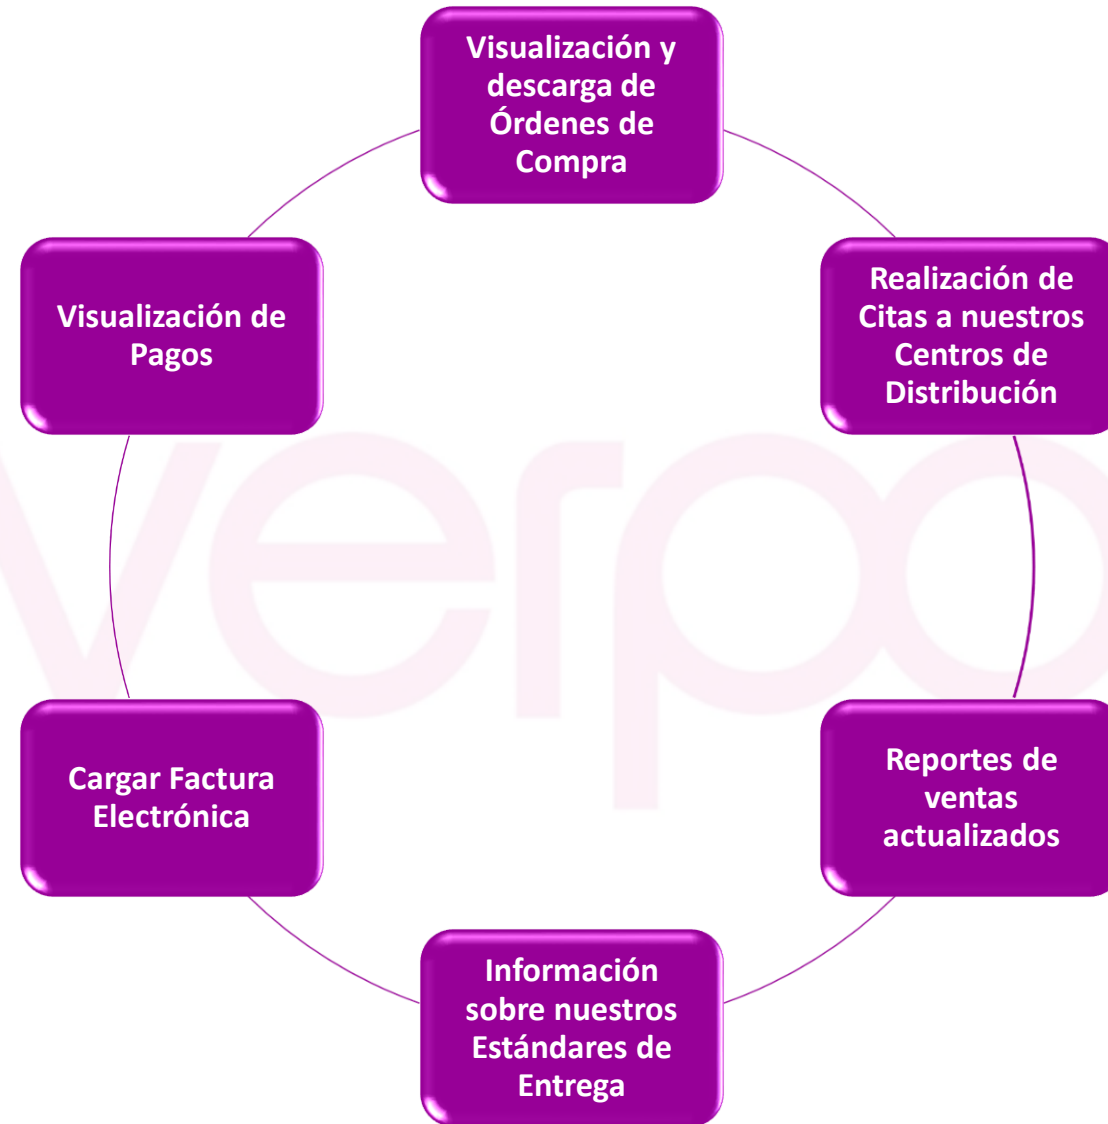 Visualización y
descarga de
Órdenes de
Compra
Realización de
Citas a nuestros
Centros de
Distribución
Reportes de
ventas
actualizados
Información
sobre nuestros
Estándares de
Entrega
Cargar Factura
Electrónica
Visualización de
Pagos
verpo